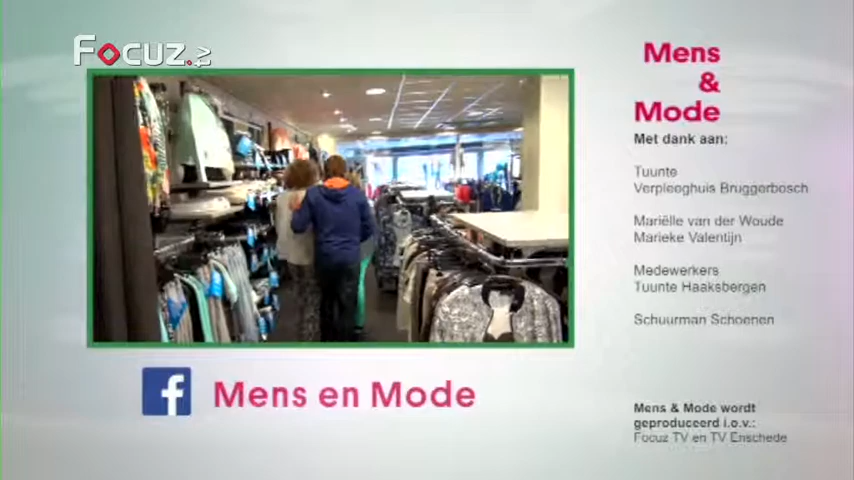 Focuz.tv
Mens
&
Mode
Met dank aan:
Tuunte
Verpleeghuis Bruggerbosch
Mariëlle van der Woude
Marieke Valentijn
Medewerkers
Tuunte Haaksbergen
Schuurman Schoenen
f Mens en Mode
Mens & Mode wordt
geproduceerd i.o.v.:
Focuz TV en TV Enschede